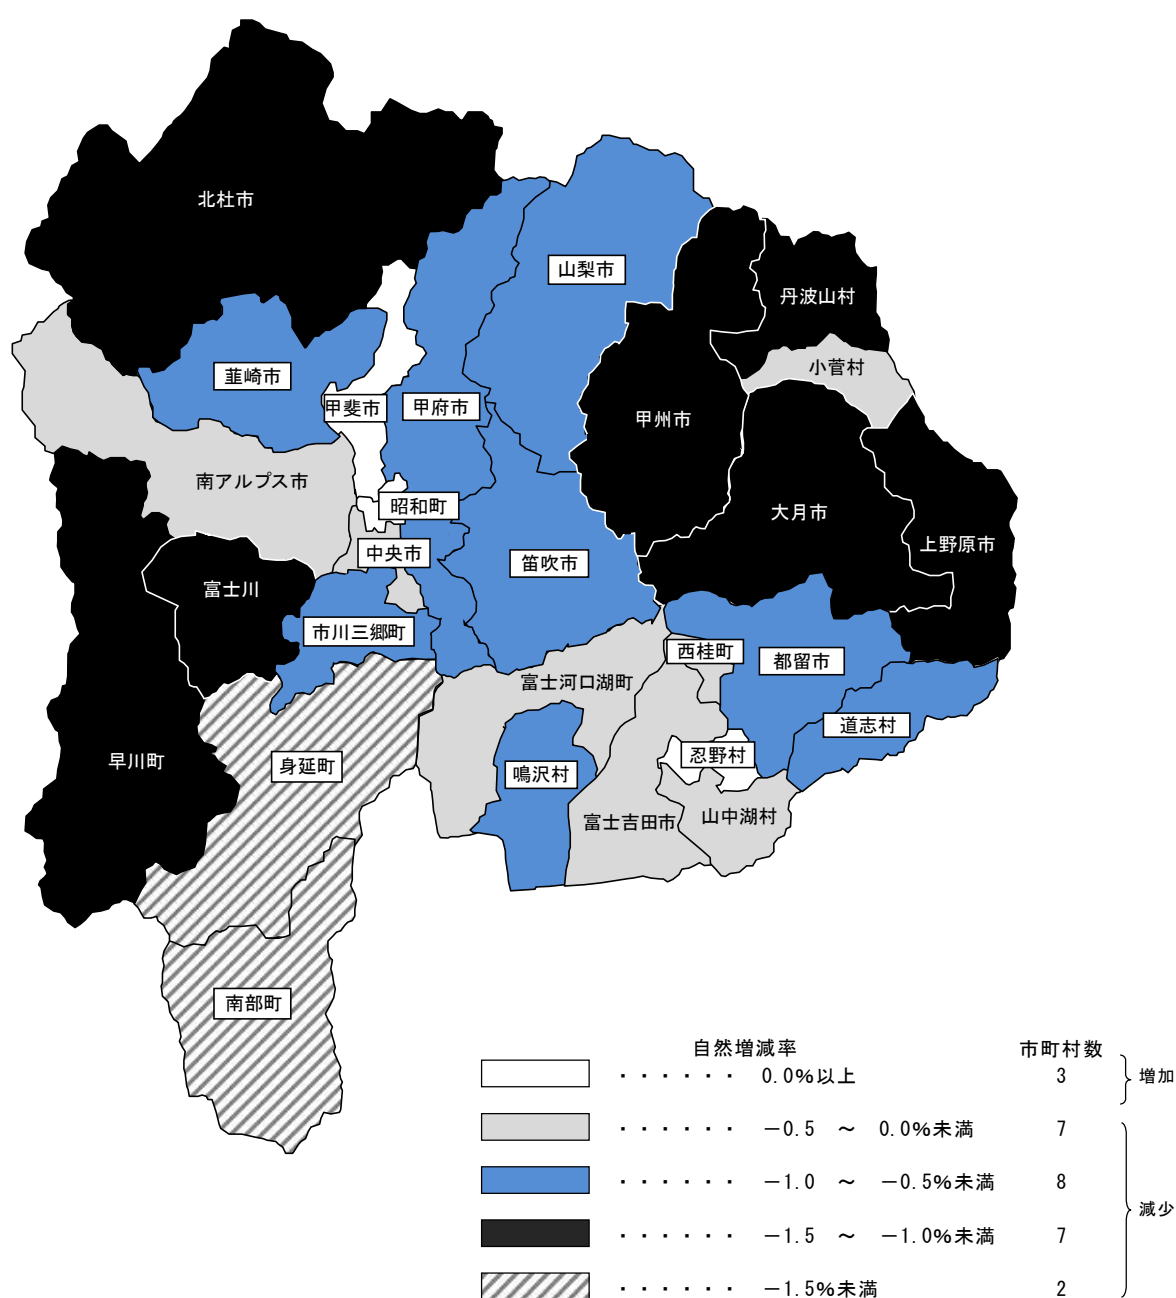 北杜市
山梨市
丹波山村
小菅村
韮崎市
甲斐市
甲府市
甲州市
南アルプス市
昭和町
大月市
中央市
笛吹市
上野原市
富士川
市川三郷町
西桂町
都留市
富士河口湖町
道志村
早川町
身延町
鳴沢村
忍野村
富士吉田市
山中湖村
南部町
自然増減率 市町村数
・・・・・・ 0.0%以上 3 増加
・・・・・・ －0.5 ～ 0.0%未満 7
・・・・・・ －1.0 ～ －0.5%未満 8
減少
・・・・・・ －1.5 ～ －1.0%未満 7
・・・・・・ －1.5%未満 2